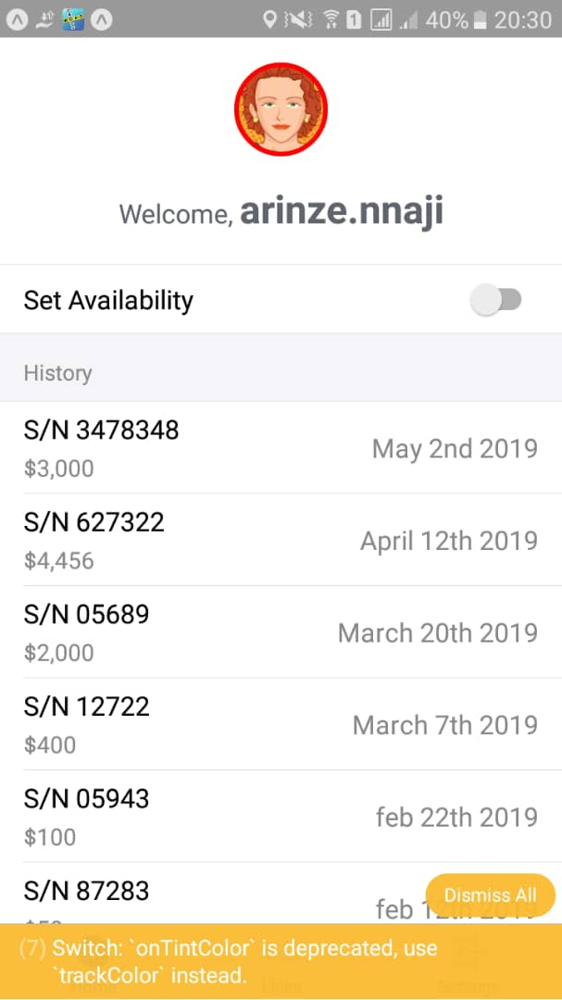 40% 20:30
Welcome, arinze.nnaji
Set Availability
History
S/N 3478348
$3,000
May 2nd 2019
S/N 627322
$4,456
April 12th 2019
S/N 05689
$2,000
March 20th 2019
S/N 12722
$400
March 7th 2019
S/N 05943
$100
feb 22th 2019
S/N 87283
feb 12th 2019
Dismiss All
(7) Switch: `onTintColor` is deprecated, use
`trackColor` instead.
Home
Links
Settings